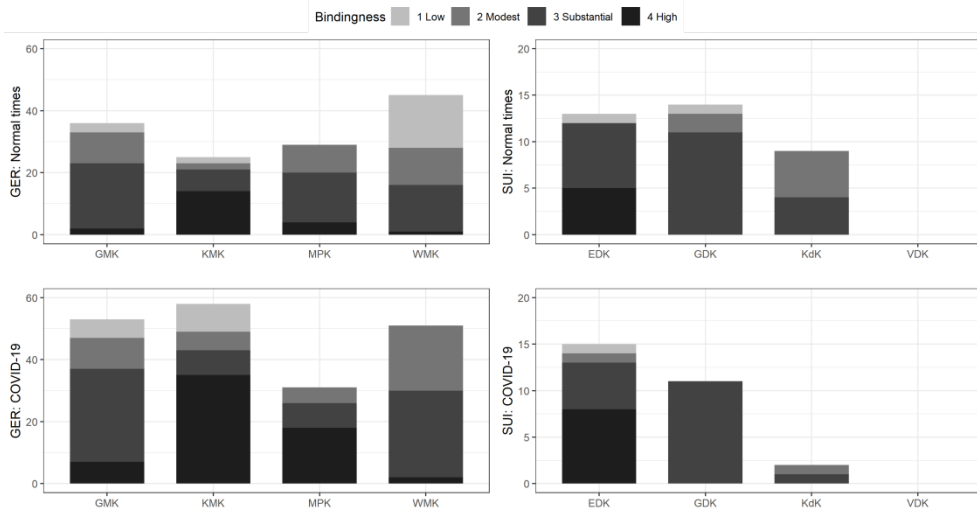 Bindingness 1 Low 2 Modest 3 Substantial 4 High
GER: Normal times
60
40
20
0
GMK KMK MPK WMK
SUI: Normal times
20
15
10
5
0
EDK GDK KdK VDK
GER: COVID-19
60
40
20
0
GMK KMK MPK WMK
SUI: COVID-19
20
15
10
5
0
EDK GDK KdK VDK